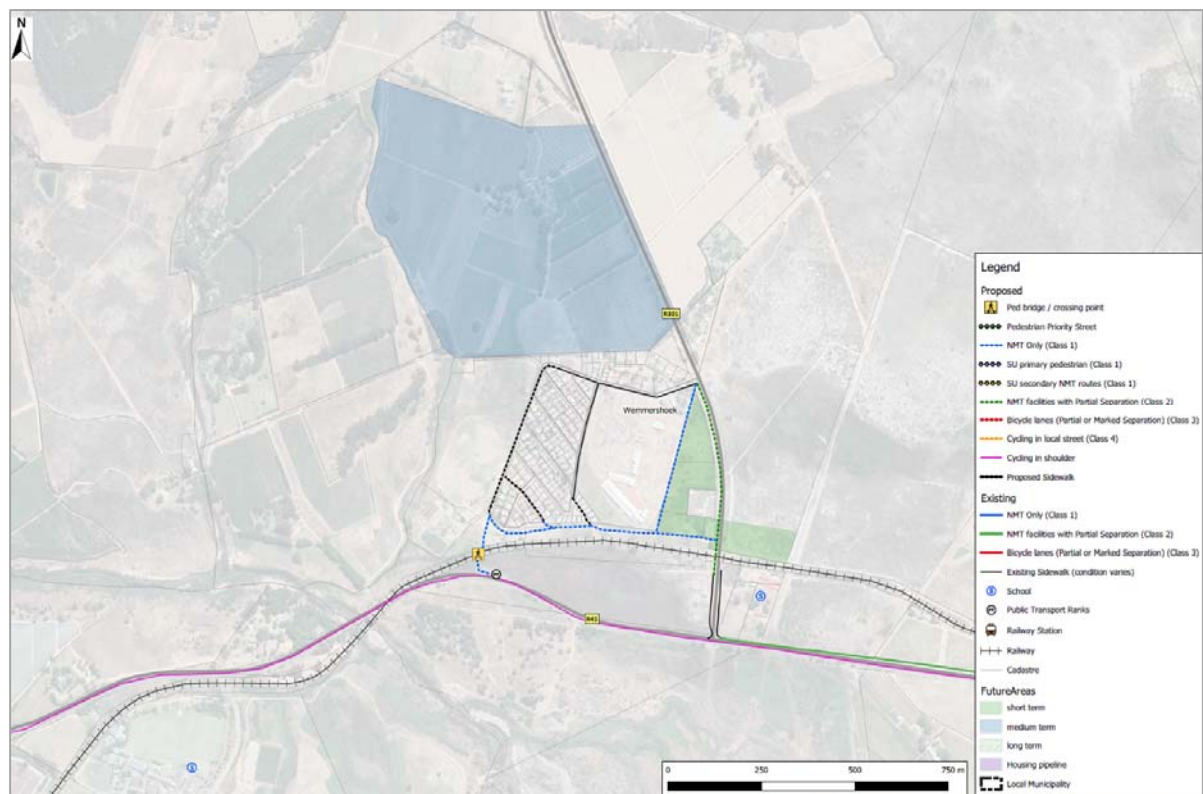 N
R301
Wemmershoek
R45
Legend
Proposed
Ped bridge / crossing point
Pedestrian Priority Street
NMT Only (Class 1)
SU primary pedestrian (Class 1)
SU secondary NMT routes (Class 1)
NMT facilities with Partial Separation (Class 2)
Bicycle lanes (Partial or Marked Separation) (Class 3)
Cycling in local street (Class 4)
Cycling in shoulder
Proposed Sidewalk
Existing
NMT Only (Class 1)
NMT facilities with Partial Separation (Class 2)
Bicycle lanes (Partial or Marked Separation) (Class 3)
Existing Sidewalk (condition varies)
S School
Public Transport Ranks
Railway Station
Railway
Cadastre
FutureAreas
short term
medium term
long term
Housing pipeline
Local Municipality
S
S
0 250 500 750 m